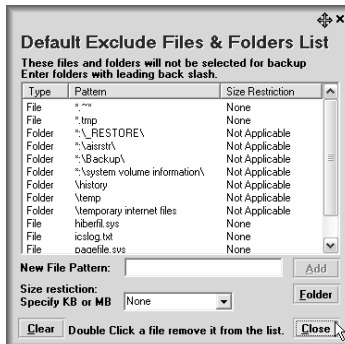 Default Exclude Files & Folders List
These files and folders will not be selected for backup
Enter folders with leading back slash.
Type Pattern Size Restriction
File *.~* None
File *.tmp None
Folder *:\_RESTORE\ Not Applicable
Folder *:\aisrstr\ Not Applicable
Folder *:\Backup\ Not Applicable
Folder *:\system volume information\ Not Applicable
Folder \history Not Applicable
Folder \temp Not Applicable
Folder \temporary internet files Not Applicable
File hiberfil.sys None
File icslog.txt None
File pagefile.sys None
New File Pattern: Add
Size restiction:
Specify KB or MB None Folder
Clear Double Click a file remove it from the list. Close